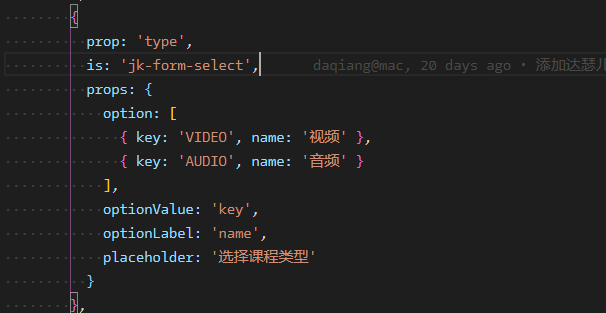 {
prop: 'type',
is: 'jk-form-select', daqiang@mac, 20 days ago • 添加达瑟
props: {
option: [
{ key: 'VIDEO', name: '视频' },
{ key: 'AUDIO', name: '音频' }
],
optionValue: 'key',
optionLabel: 'name',
placeholder: '选择课程类型'
}
},